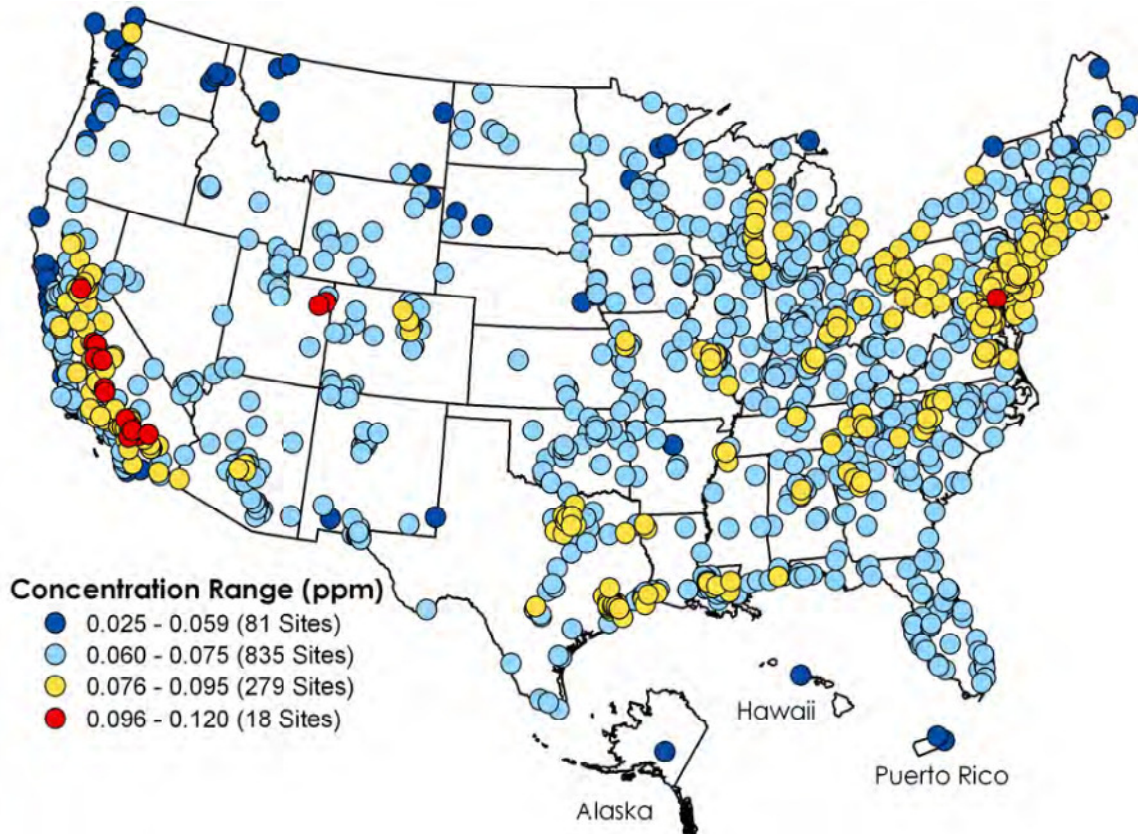 Concentration Range (ppm)
0.025 - 0.059 (81 Sites)
0.060 - 0.075 (835 Sites)
0.076 - 0.095 (279 Sites)
0.096 - 0.120 (18 Sites)
Hawaii
Puerto Rico
Alaska